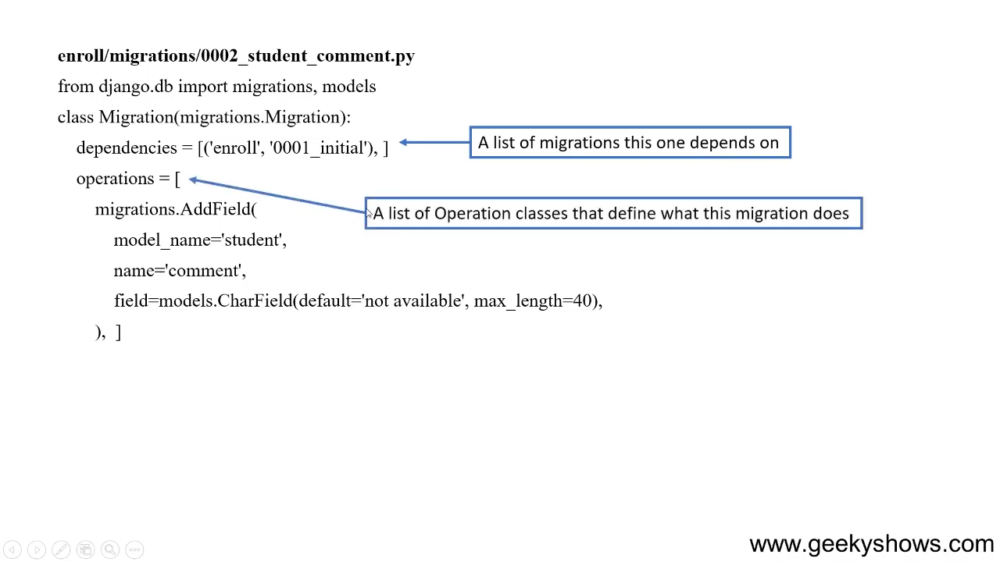 enroll/migrations/0002_student_comment.py
from django.db import migrations, models
class Migration(migrations.Migration):
dependencies = [('enroll', '0001_initial'), ]
A list of migrations this one depends on
operations = [
migrations.AddField(
A list of Operation classes that define what this migration does
model_name='student',
name='comment',
field=models.CharField(default='not available', max_length=40),
), ]
www.geekyshows.com